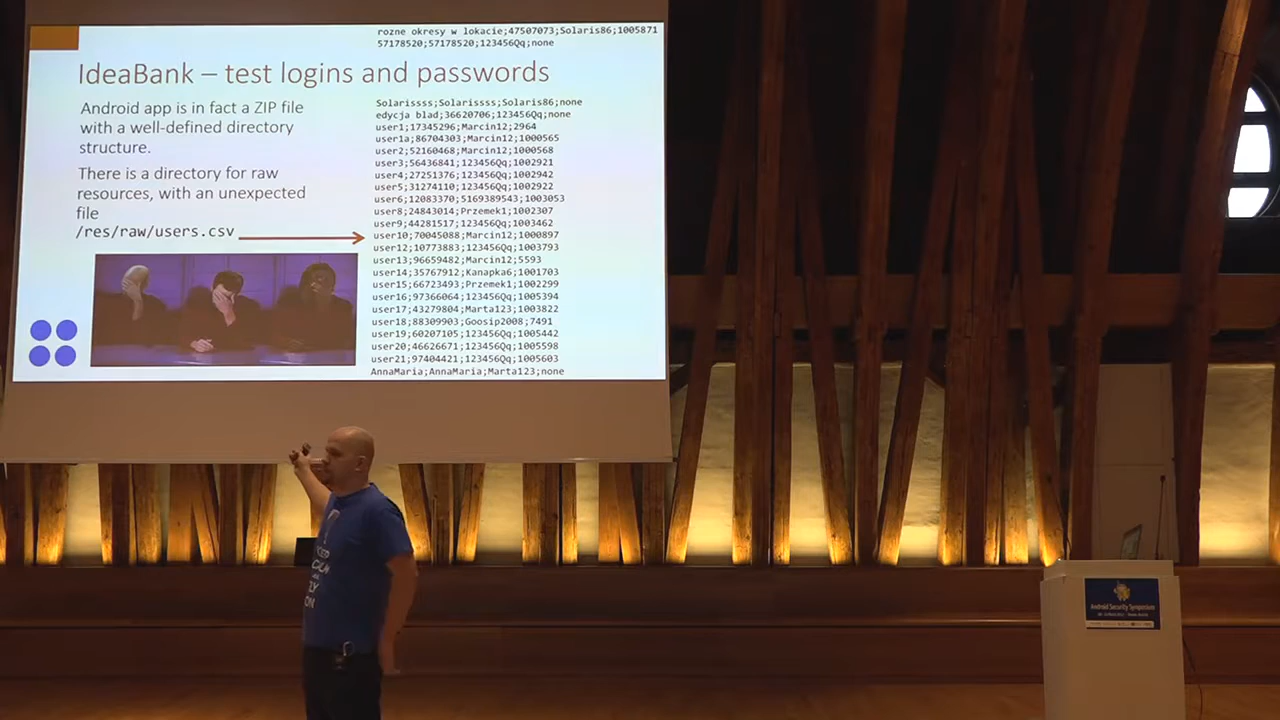 rozne okresy w lokacie;47507073;Solaris86;1005871
57178520;57178520;123456Qq;none
IdeaBank – test logins and passwords
Android app is in fact a ZIP file
with a well-defined directory
structure.
There is a directory for raw
resources, with an unexpected
file
/res/raw/users.csv
Solarissss;Solarissss;Solaris86;none
edycja blad;36620706;123456Qq;none
user1;17345296;Marcin12;2964
user1a;86704303;Marcin12;1000565
user2;52160468;Marcin12;1000568
user3;56436841;123456Qq;1002921
user4;27251376;123456Qq;1002942
user5;31274110;123456Qq;1002922
user6;12083370;5169389543;1003053
user8;24843014;Przemek1;1002307
user9;44281517;123456Qq;1003462
user10;70045088;Marcin12;1000897
user12;10773883;123456Qq;1003793
user13;96659482;Marcin12;5593
user14;35767912;Kanapka6;1001703
user15;66723493;Przemek1;1002299
user16;97366064;123456Qq;1005394
user17;43279804;Marta123;1003822
user18;88309903;Goosip2008;7491
user19;60207105;123456Qq;1005442
user20;46626671;123456Qq;1005598
user21;97404421;123456Qq;1005603
AnnaMaria;AnnaMaria;Marta123;none
Android Security Symposium